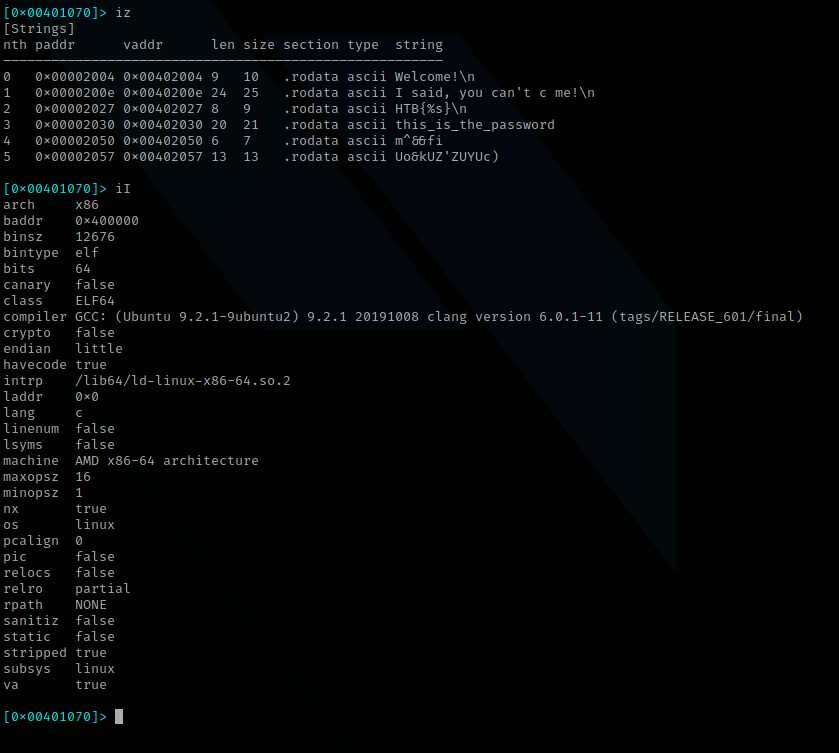 [0x00401070]> iz
[Strings]
nth paddr      vaddr      len size section type  string
―――――――――――――――――――――――――――――――――――――――――――――――――――――――
0   0x00002004 0x00402004 9   10   .rodata ascii Welcome!\n
1   0x0000200e 0x0040200e 24  25   .rodata ascii I said, you can't c me!\n
2   0x00002027 0x00402027 8   9    .rodata ascii HTB{%s}\n
3   0x00002030 0x00402030 20  21   .rodata ascii this_is_the_password
4   0x00002050 0x00402050 6   7    .rodata ascii m^&&fi
5   0x00002057 0x00402057 13  13   .rodata ascii Uo&kUZ'ZUYUc)
[0x00401070]> iI
arch     x86
baddr    0x400000
binsz    12676
bintype  elf
bits     64
canary   false
class    ELF64
compiler GCC: (Ubuntu 9.2.1-9ubuntu2) 9.2.1 20191008 clang version 6.0.1-11 (tags/RELEASE_601/final)
crypto   false
endian   little
havecode true
intrp    /lib64/ld-linux-x86-64.so.2
laddr    0x0
lang     c
linenum  false
lsyms    false
machine  AMD x86-64 architecture
maxopsz  16
minopsz  1
nx       true
os       linux
pcalign  0
pic      false
relocs   false
relro    partial
rpath    NONE
sanitiz  false
static   false
stripped true
subsys   linux
va       true
[0x00401070]>